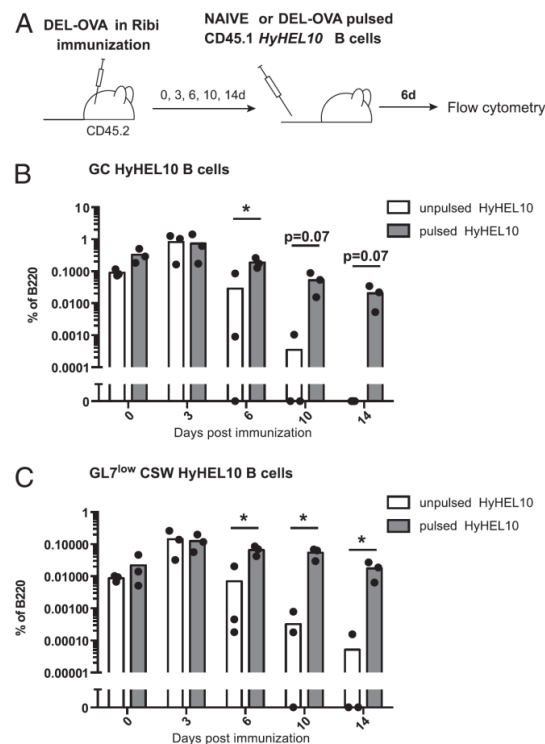 A
DEL-OVA in Ribi
immunization
CD45.2
0, 3, 6, 10, 14d
NAIVE or DEL-OVA pulsed
CD45.1 HyHEL10 B cells
6d
Flow cytometry
B
GC HyHEL10 B cells
unpulsed HyHEL10
pulsed HyHEL10
*
p=0.07
p=0.07
% of B220
10
1
0.1000
0.0100
0.0010
0.0001
0
0 3 6 10 14
Days post immunization
C
GL7low CSW HyHEL10 B cells
unpulsed HyHEL10
pulsed HyHEL10
* * *
% of B220
1
0.10000
0.01000
0.00100
0.00010
0.00001
0
0 3 6 10 14
Days post immunization